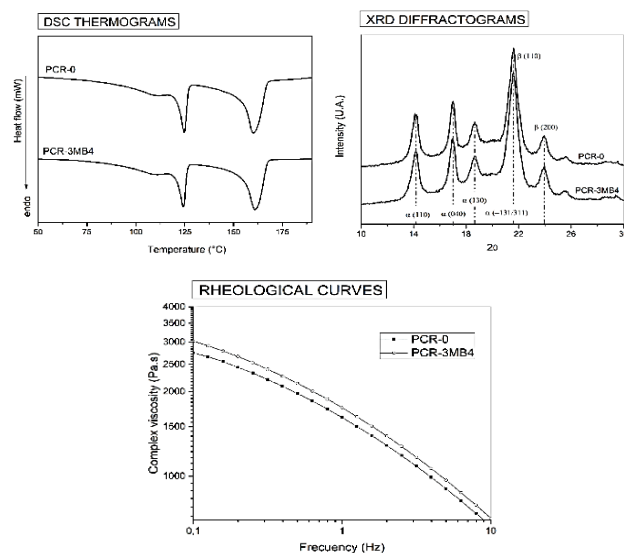 DSC THERMOGRAMS
PCR-0
PCR-3MB4
Heat flow (mW)
endo
50
75
100
125
150
175
Temperature (°C)
XRD DIFFRACTOGRAMS
β (110)
β (200)
PCR-0
PCR-3MB4
Intensity (U.A.)
α (110)
α (040)
α (130)
α (-131/311)
10
14
18
22
26
30
2θ
RHEOLOGICAL CURVES
PCR-0
PCR-3MB4
4000
3500
3000
2500
2000
1500
1000
Complex viscosity (Pa.s)
0,1
1
10
Frecuency (Hz)